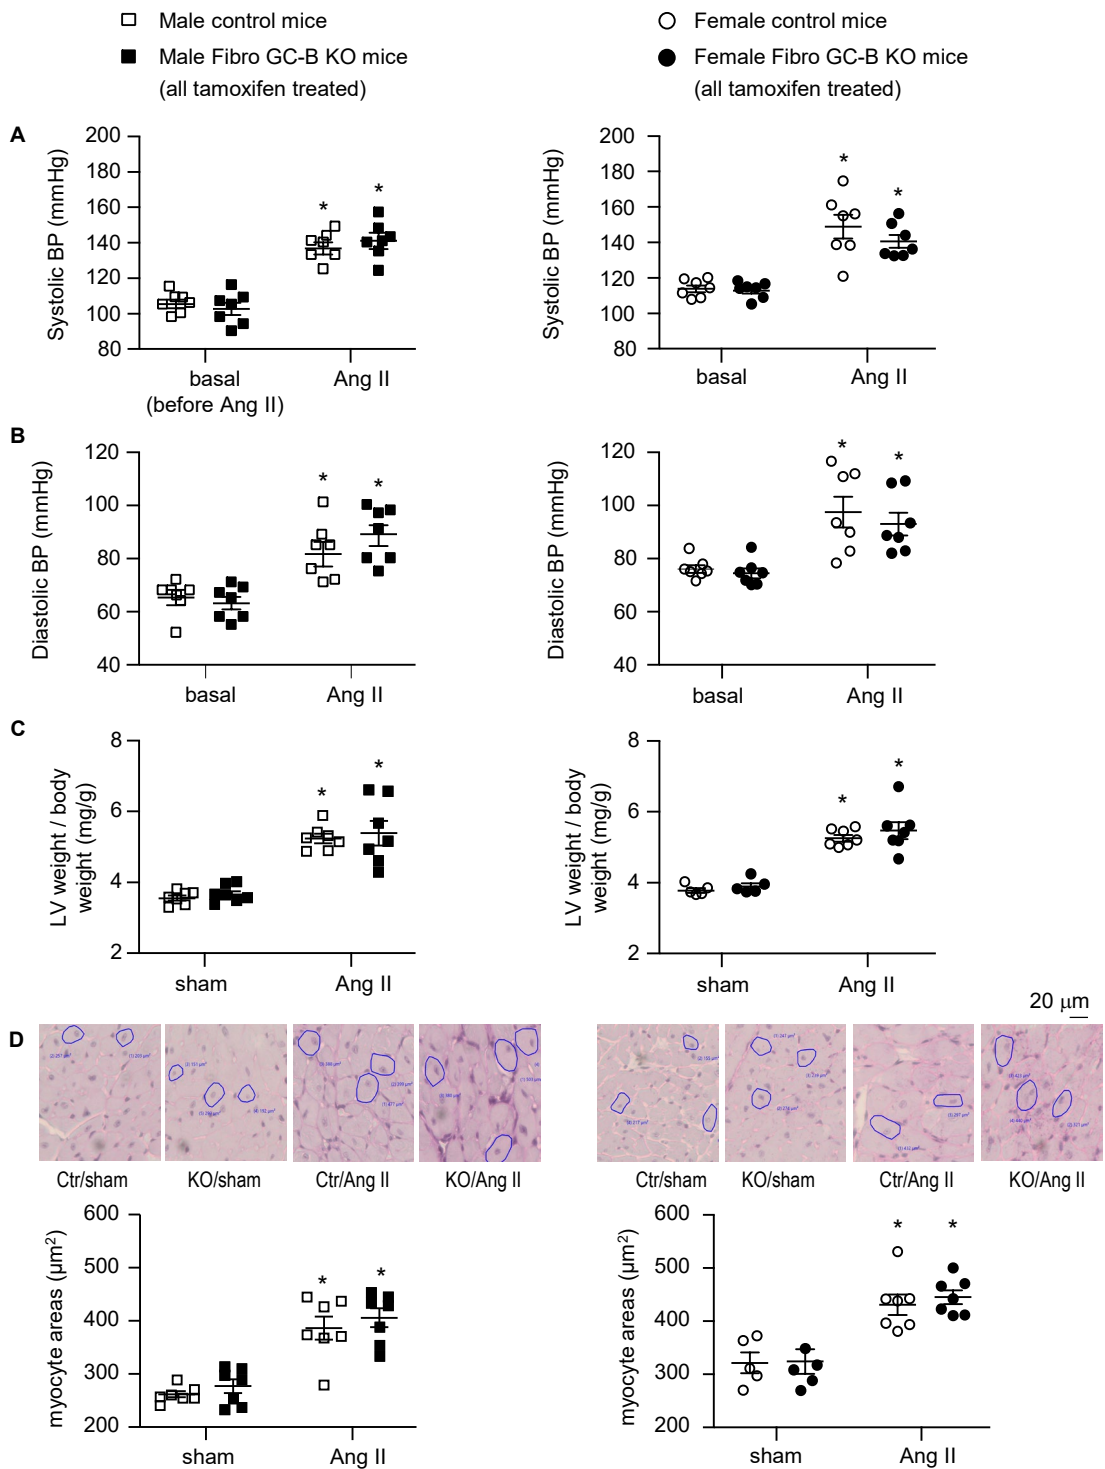 Male control mice
Male Fibro GC-B KO mice
(all tamoxifen treated)
Female control mice
Female Fibro GC-B KO mice
(all tamoxifen treated)
A
Systolic BP (mmHg)
200
180
160
140
120
100
80
* *
basal
(before Ang II)
Ang II
Systolic BP (mmHg)
200
180
160
140
120
100
80
* *
basal
Ang II
B
Diastolic BP (mmHg)
120
100
80
60
40
* *
basal
Ang II
Diastolic BP (mmHg)
120
100
80
60
40
* *
basal
Ang II
C
LV weight / body
weight (mg/g)
8
6
4
2
* *
sham
Ang II
LV weight / body
weight (mg/g)
8
6
4
2
* *
sham
Ang II
20 μm
D
Ctr/sham
KO/sham
Ctr/Ang II
KO/Ang II
Ctr/sham
KO/sham
Ctr/Ang II
KO/Ang II
myocyte areas (μm²)
600
500
400
300
200
* *
sham
Ang II
myocyte areas (μm²)
600
500
400
300
200
* *
sham
Ang II